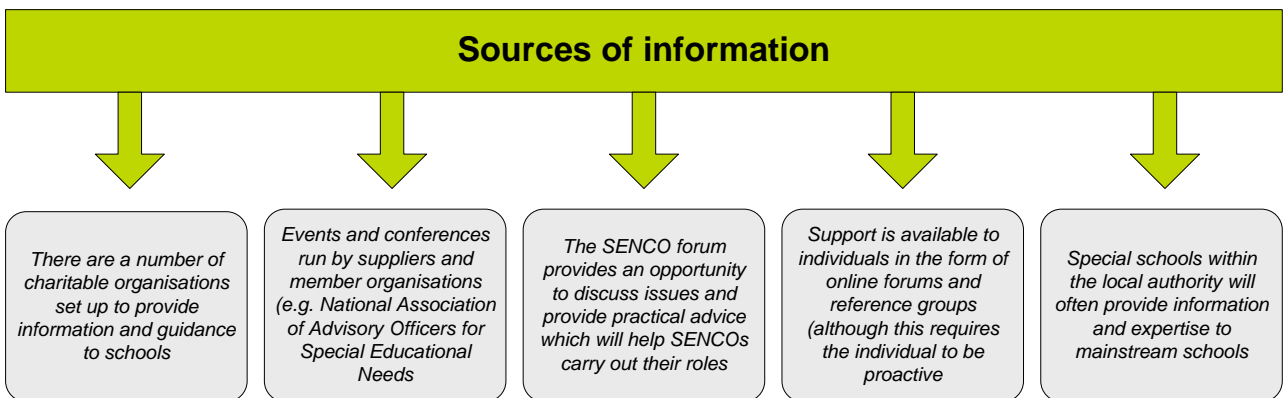 Sources of information
There are a number of
charitable organisations
set up to provide
information and guidance
to schools
Events and conferences
run by suppliers and
member organisations
(e.g. National Association
of Advisory Officers for
Special Educational
Needs
The SENCO forum
provides an opportunity
to discuss issues and
provide practical advice
which will help SENCOs
carry out their roles
Support is available to
individuals in the form of
online forums and
reference groups
(although this requires
the individual to be
proactive
Special schools within
the local authority will
often provide information
and expertise to
mainstream schools